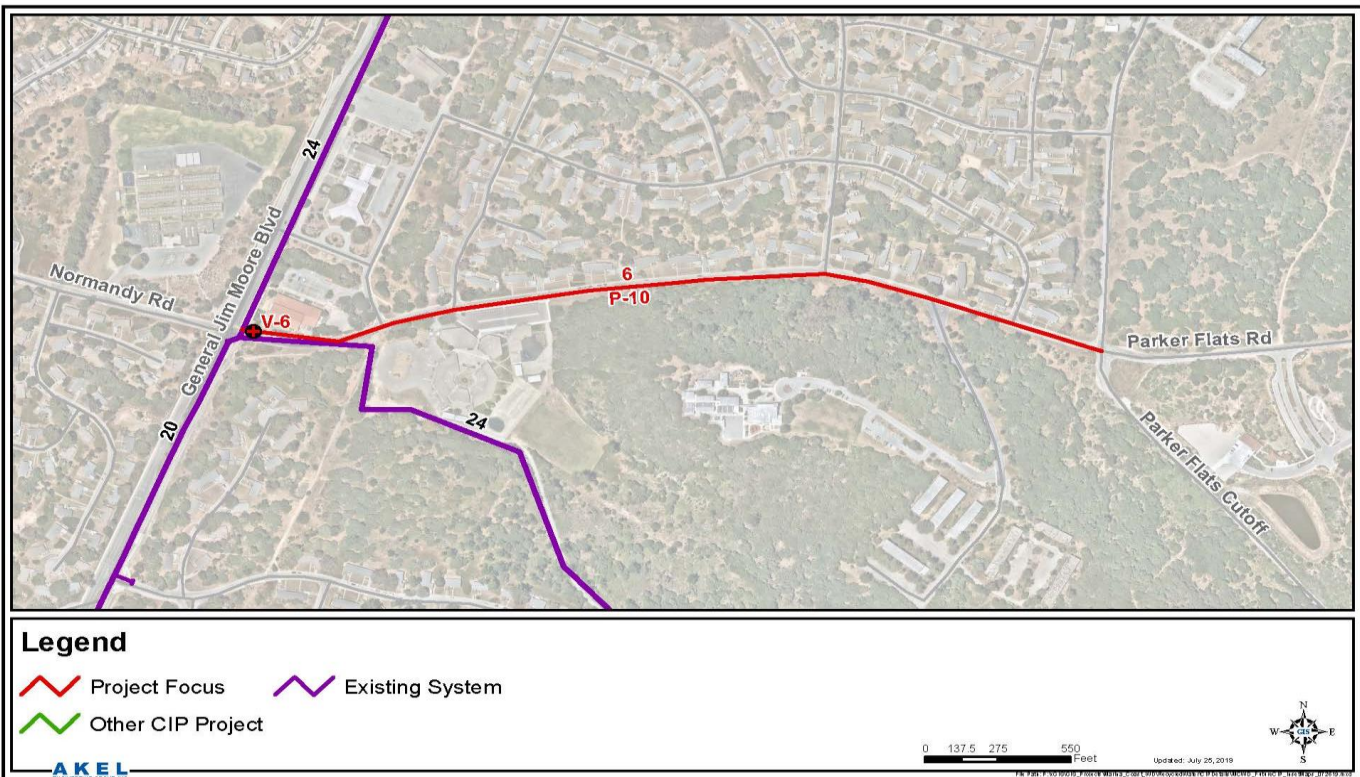 24
General Jim Moore Blvd
Normandy Rd
V-6
6
P-10
Parker Flats Rd
24
20
Parker Flats Cutoff
Legend
Project Focus
Existing System
Other CIP Project
N
W
GIS
E
S
0 137.5 275 550
Feet
Updated: July 25, 2019
AKEL